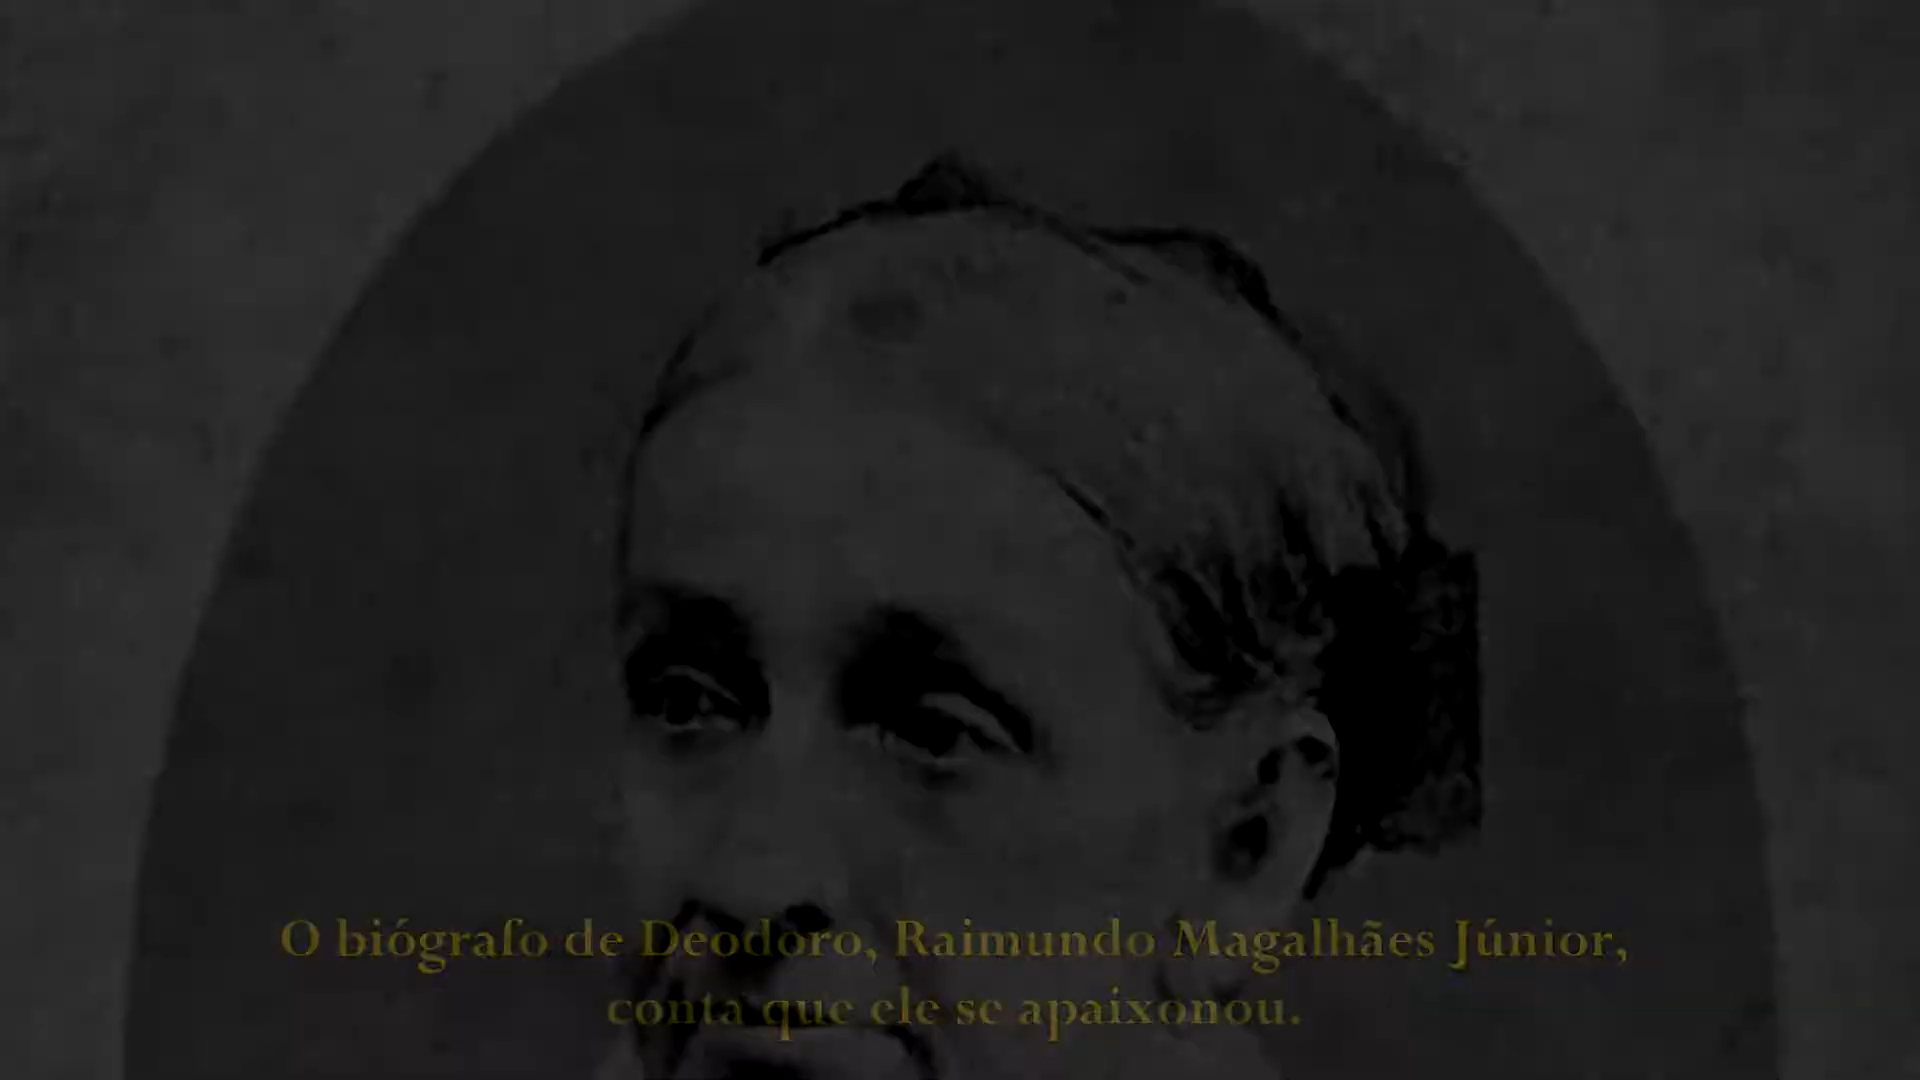 O biógrafo de Deodoro, Raimundo Magalhães Júnior,
conta que ele se apaixonou.